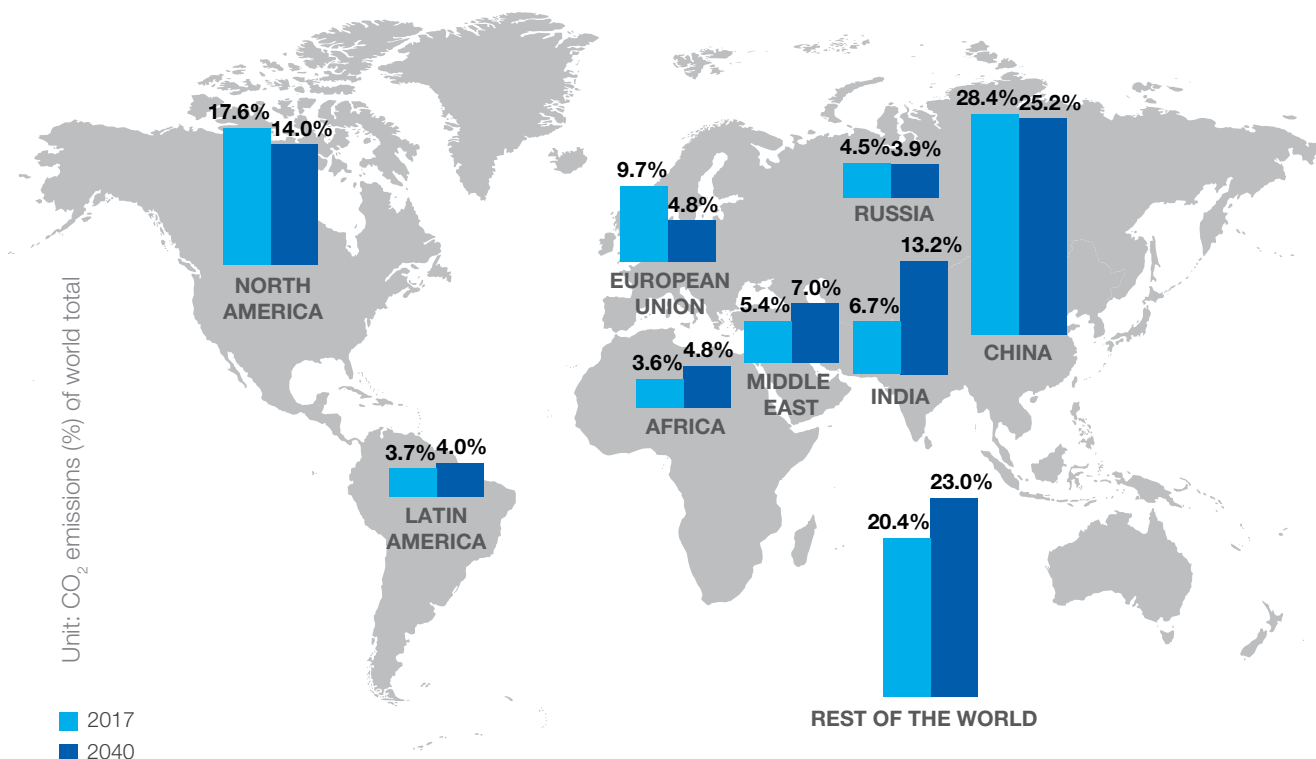 17.6%
14.0%
NORTH
AMERICA
3.7%
4.0%
LATIN
AMERICA
9.7%
4.8%
EUROPEAN
UNION
3.6%
4.8%
AFRICA
5.4%
7.0%
MIDDLE
EAST
4.5%
3.9%
RUSSIA
6.7%
13.2%
INDIA
28.4%
25.2%
CHINA
20.4%
23.0%
REST OF THE WORLD
Unit: CO₂ emissions (%) of world total
2017
2040